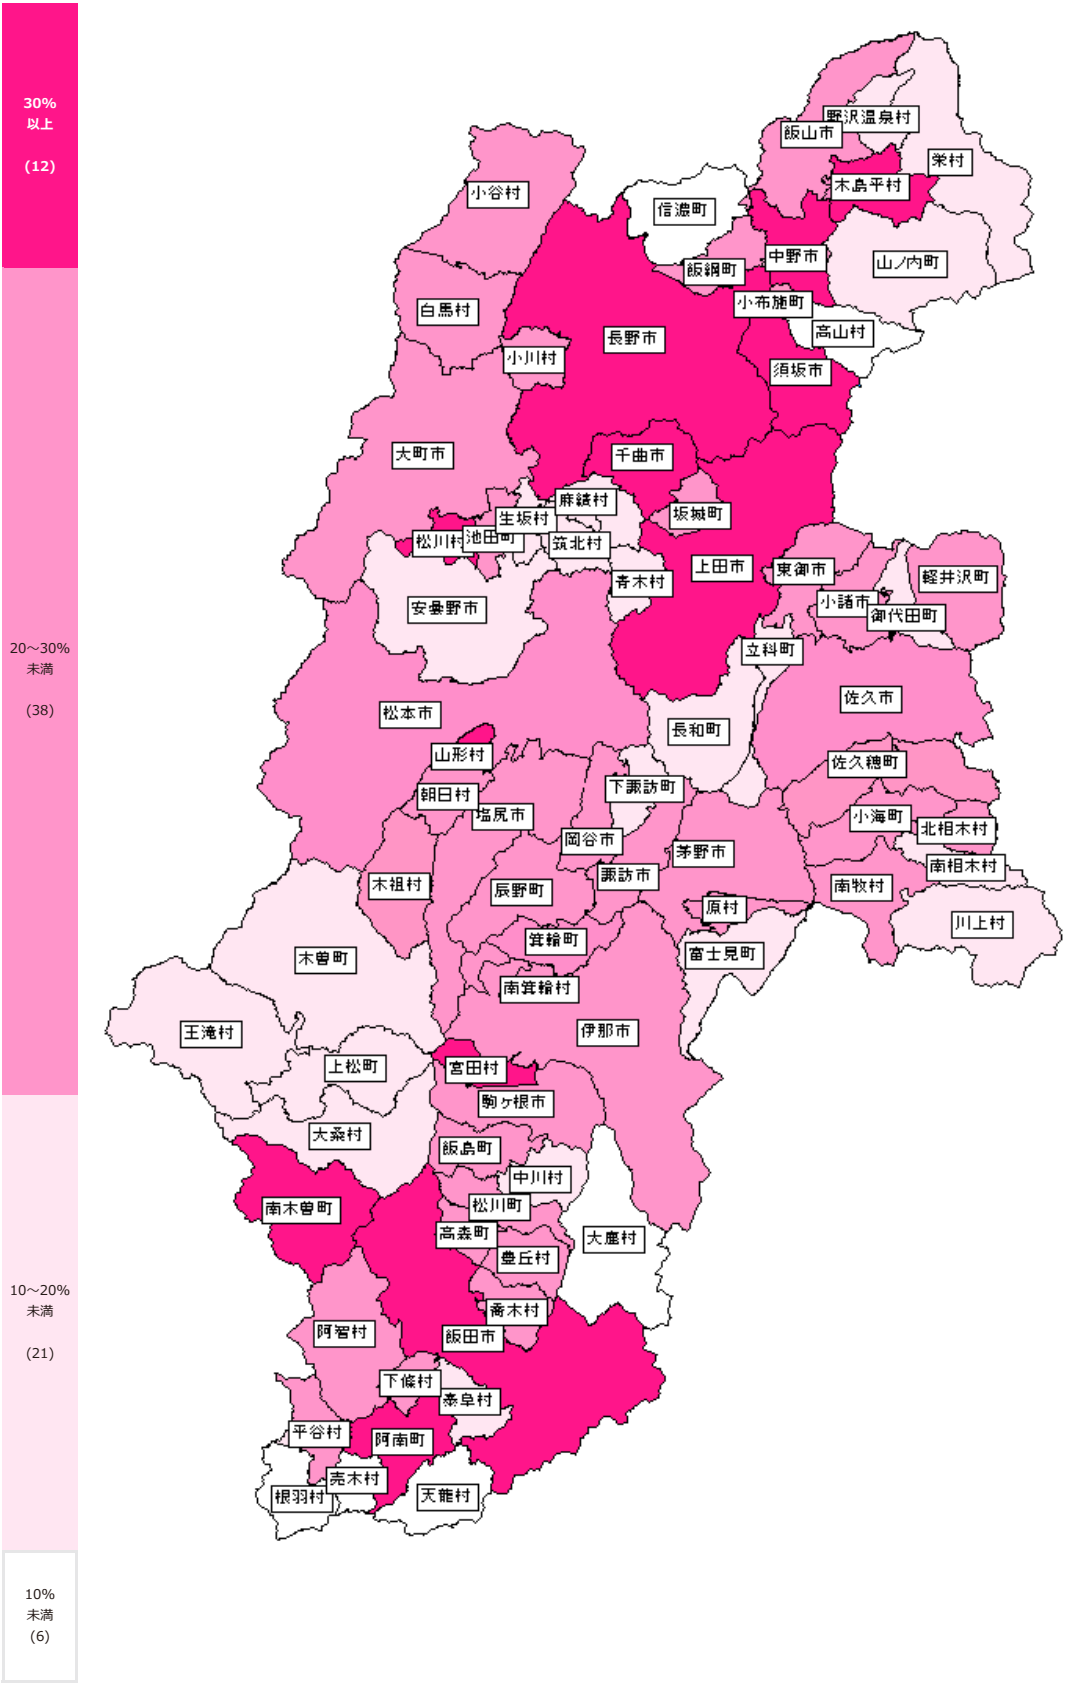 30%
以上
(12)
20～30%
未満
(38)
10～20%
未満
(21)
10%
未満
(6)
野沢温泉村
飯山市
栄村
木島平村
小谷村
信濃町
中野市
山ノ内町
飯綱町
小布施町
白馬村
高山村
長野市
小川村
須坂市
大町市
千曲市
麻績村
坂城町
生坂村
松川村
池田町
筑北村
上田市
東御市
軽井沢町
青木村
安曇野市
小諸市
御代田町
立科町
佐久市
松本市
長和町
山形村
佐久穂町
下諏訪町
朝日村
塩尻市
小海町
北相木村
岡谷市
茅野市
南相木村
諏訪市
木祖村
辰野町
南牧村
原村
川上村
箕輪町
富士見町
木曽町
南箕輪村
王滝村
伊那市
上松町
宮田村
駒ヶ根市
大桑村
飯島町
中川村
南木曽町
松川町
高森町
大鹿村
豊丘村
喬木村
阿智村
飯田市
下條村
泰阜村
平谷村
阿南町
売木村
根羽村
天龍村